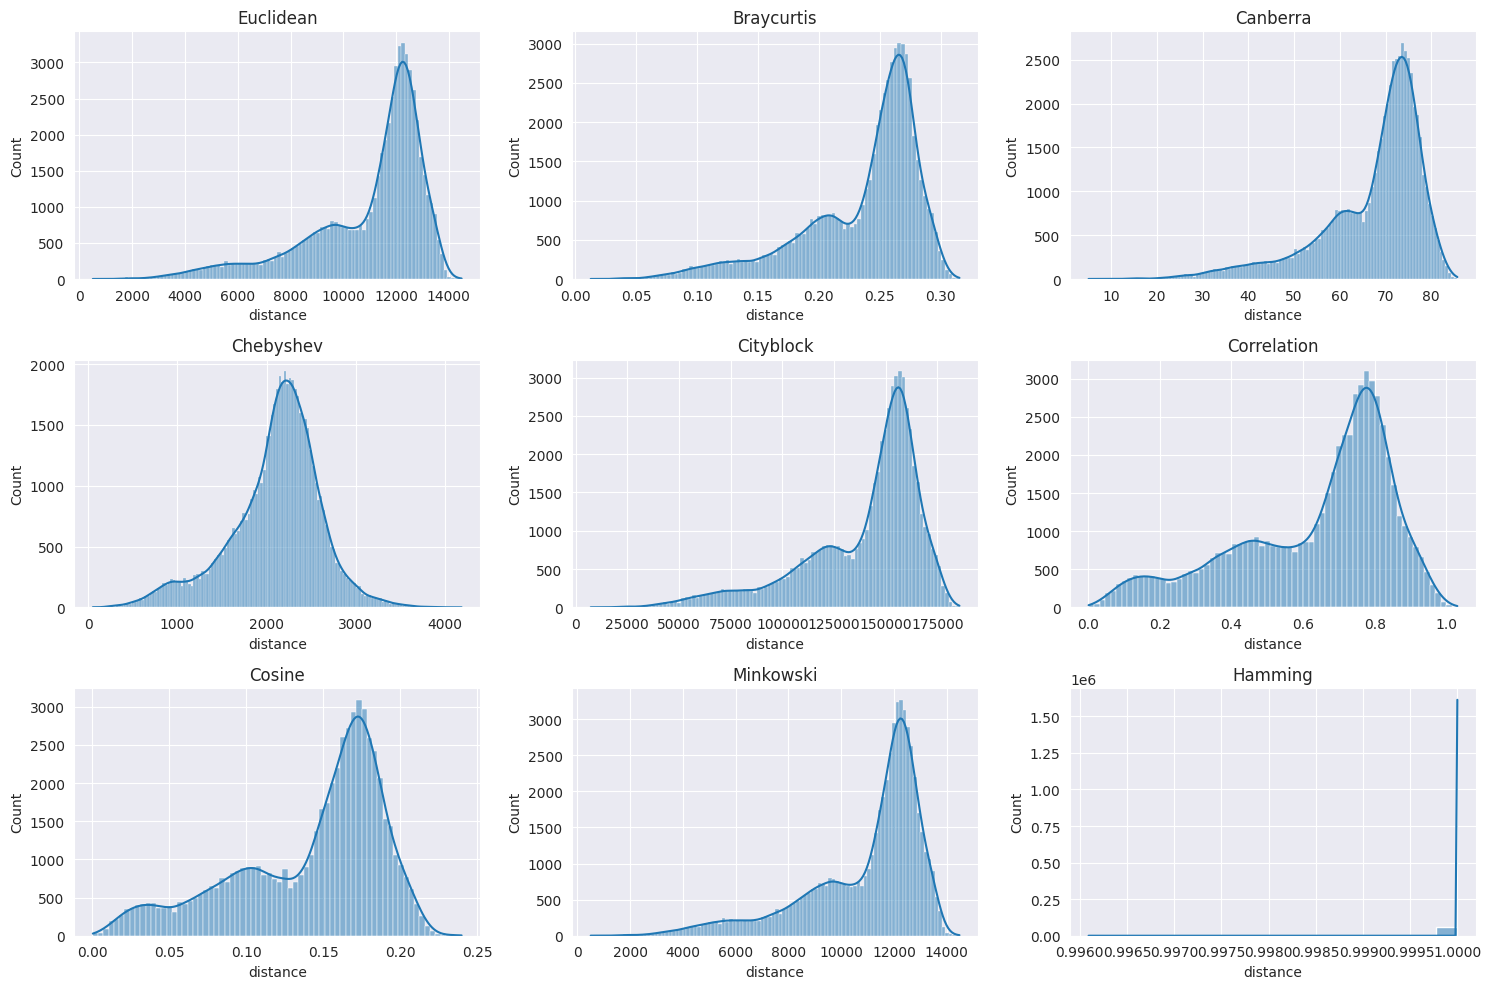 Euclidean
Braycurtis
Canberra
3000
2500
2000
1500
1000
500
0
Count
0 2000 4000 6000 8000 10000 12000 14000
distance
3000
2500
2000
1500
1000
500
0
Count
0.00 0.05 0.10 0.15 0.20 0.25 0.30
distance
2500
2000
1500
1000
500
0
Count
10 20 30 40 50 60 70 80
distance
Chebyshev
Cityblock
Correlation
2000
1500
1000
500
0
Count
0 1000 2000 3000 4000
distance
3000
2500
2000
1500
1000
500
0
Count
0 25000 50000 75000 100000 125000 150000 175000
distance
3000
2500
2000
1500
1000
500
0
Count
0.0 0.2 0.4 0.6 0.8 1.0
distance
Cosine
Minkowski
Hamming
3000
2500
2000
1500
1000
500
0
Count
0.00 0.05 0.10 0.15 0.20 0.25
distance
3000
2500
2000
1500
1000
500
0
Count
0 2000 4000 6000 8000 10000 12000 14000
distance
1e6
1.50
1.25
1.00
0.75
0.50
0.25
0.00
Count
0.9960 0.9965 0.9970 0.9975 0.9980 0.9985 0.9990 0.9995 1.0000
distance